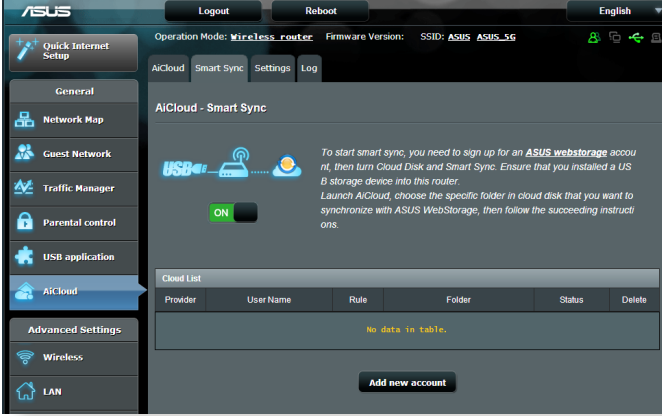 ASUS
Logout
Reboot
English
Quick Internet
Setup
Operation Mode: Wireless router Firmware Version: SSID: ASUS ASUS_5G
AiCloud Smart Sync Settings Log
General
Network Map
Guest Network
Traffic Manager
Parental control
USB application
AiCloud
Advanced Settings
Wireless
LAN
AiCloud - Smart Sync
USB
ON
To start smart sync, you need to sign up for an ASUS webstorage accou
nt, then turn Cloud Disk and Smart Sync. Ensure that you installed a US
B storage device into this router.
Launch AiCloud, choose the specific folder in cloud disk that you want to
synchronize with ASUS WebStorage, then follow the succeeding instructi
ons.
Cloud List
Provider User Name Rule Folder Status Delete
No data in table.
Add new account